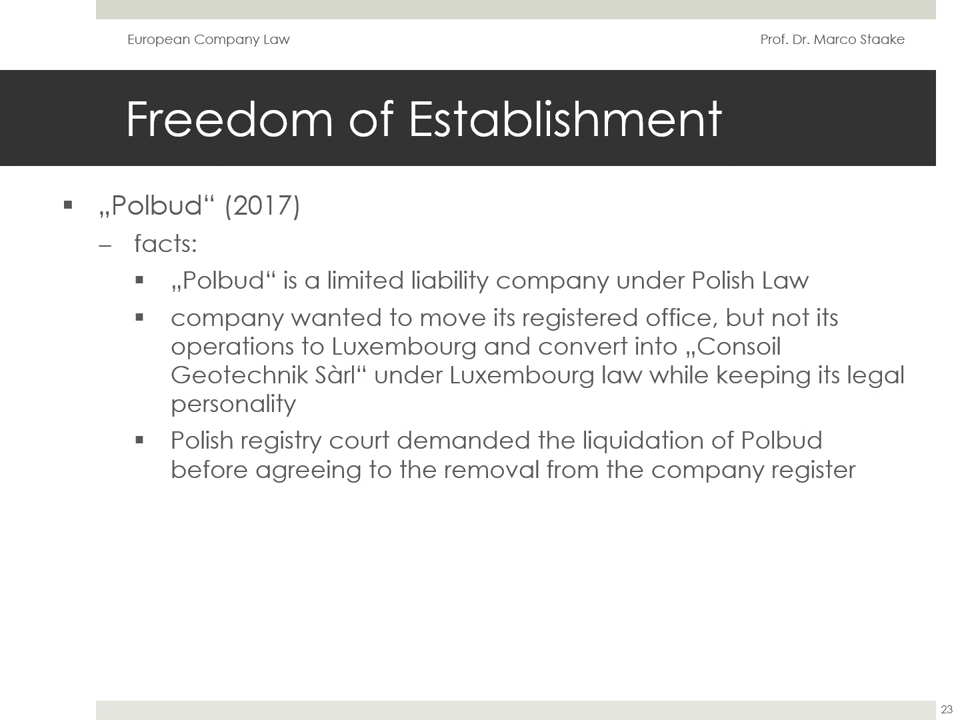 European Company Law
Prof. Dr. Marco Staake
Freedom of Establishment
▪ „Polbud“ (2017)
– facts:
▪ „Polbud“ is a limited liability company under Polish Law
▪ company wanted to move its registered office, but not its
operations to Luxembourg and convert into „Consoil
Geotechnik Sàrl“ under Luxembourg law while keeping its legal
personality
▪ Polish registry court demanded the liquidation of Polbud
before agreeing to the removal from the company register
23